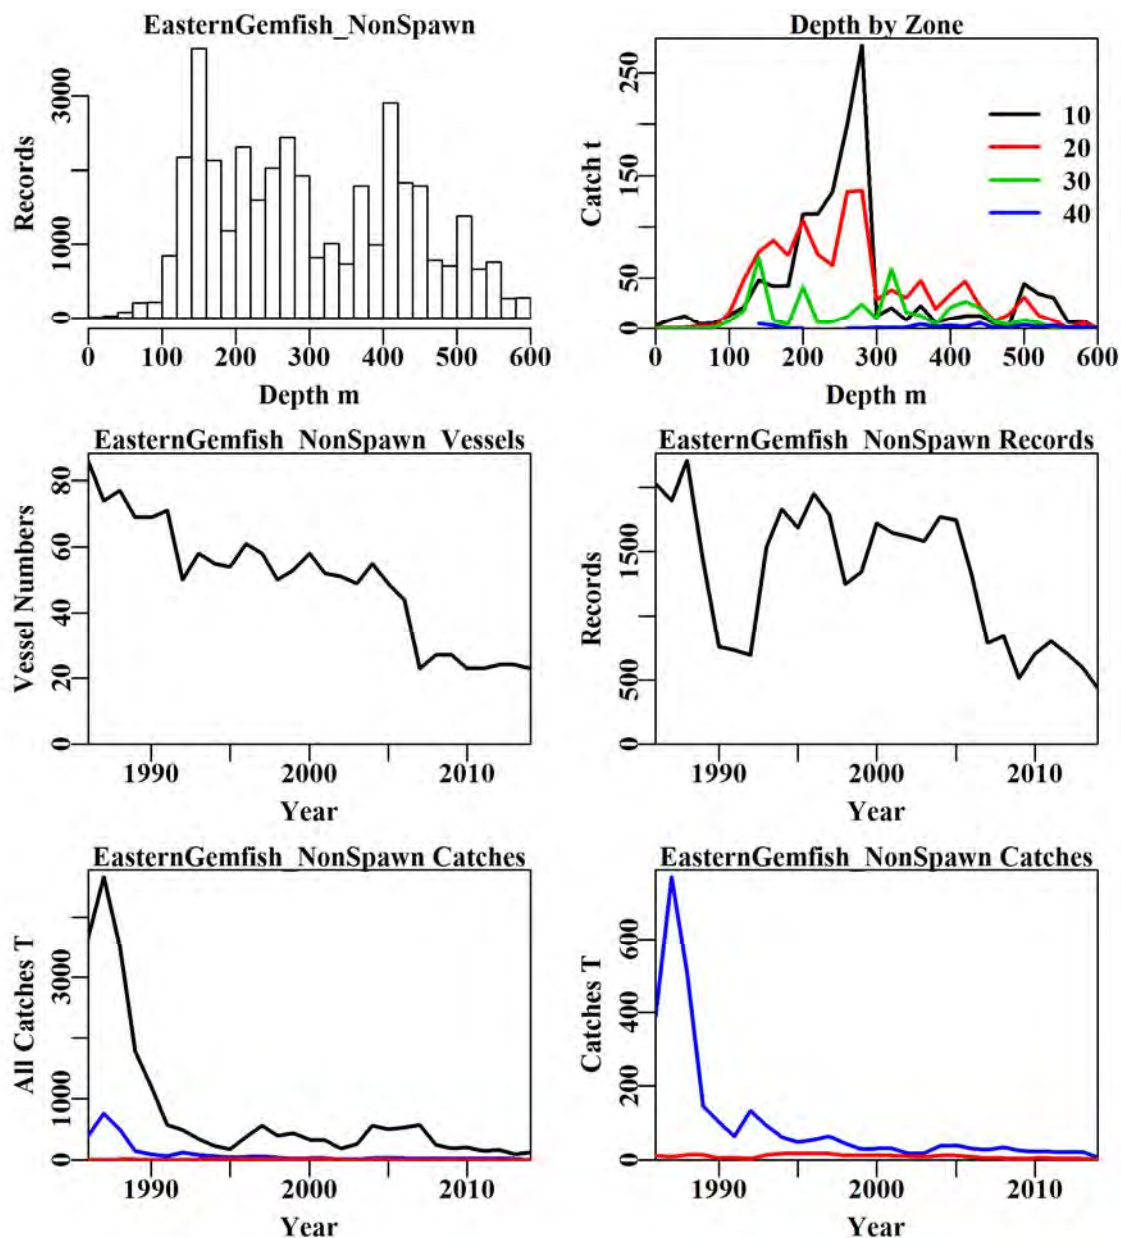 EasternGemfish_NonSpawn
Records
0 1000 3000
0 100 200 300 400 500 600
Depth m
Depth by Zone
Catch t
0 50 150 250
10
20
30
40
0 100 200 300 400 500 600
Depth m
EasternGemfish_NonSpawn_Vessels
Vessel Numbers
0 20 40 60 80
1990 2000 2010
Year
EasternGemfish_NonSpawn Records
Records
0 500 1500
1990 2000 2010
Year
EasternGemfish_NonSpawn Catches
All Catches T
0 1000 3000
1990 2000 2010
Year
EasternGemfish_NonSpawn Catches
Catches T
0 200 400 600
1990 2000 2010
Year